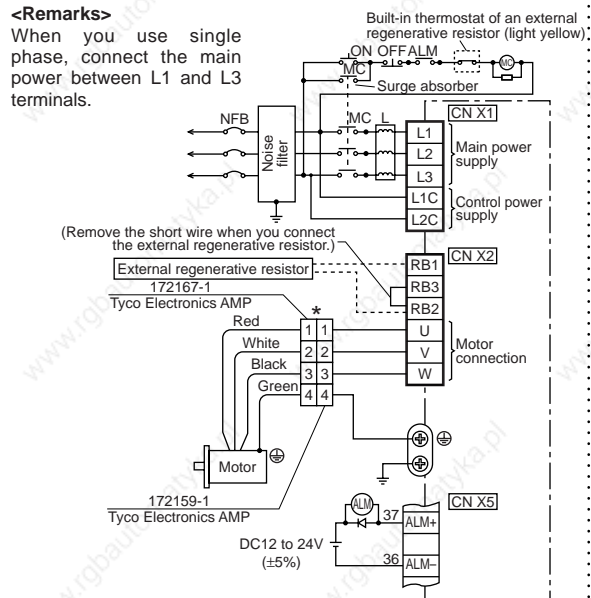 <Remarks>
When you use single
phase, connect the main
power between L1 and L3
terminals.
Built-in thermostat of an external
regenerative resistor (light yellow)
ON OFF ALM
MC
MC
Surge absorber
NFB
Noise
filter
MC L
CN X1
L1
L2
L3
L1C
L2C
Main power
supply
Control power
supply
(Remove the short wire when you connect
the external regenerative resistor.)
External regenerative resistor
CN X2
RB1
RB3
RB2
U
V
W
Motor
connection
172167-1
Tyco Electronics AMP
*
Red
White
Black
Green
1 1
2 2
3 3
4 4
Motor
172159-1
Tyco Electronics AMP
CN X5
ALM
37
ALM+
DC12 to 24V
(±5%)
36
ALM–
www.rgbautomatyka.pl